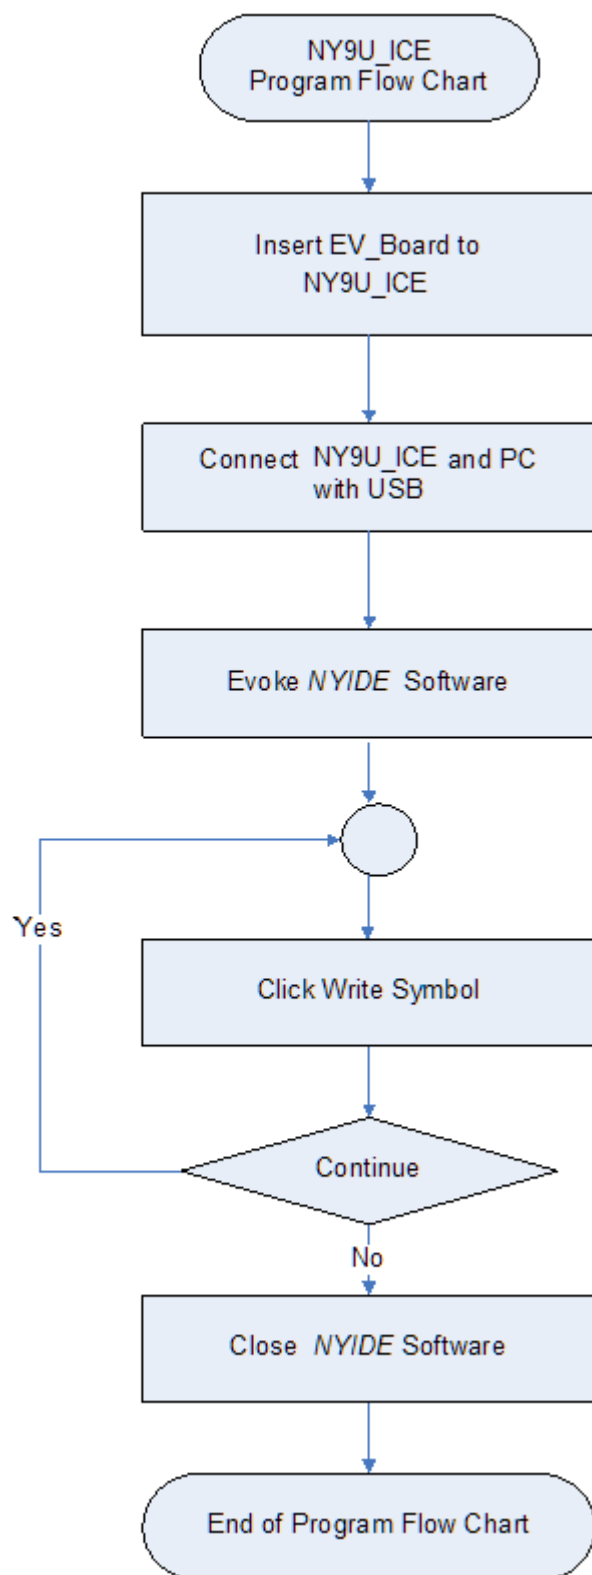 NY9U_ICE
Program Flow Chart
Insert EV_Board to
NY9U_ICE
Connect NY9U_ICE and PC
with USB
Evoke NYIDE Software
Yes
Click Write Symbol
Continue
No
Close NYIDE Software
End of Program Flow Chart